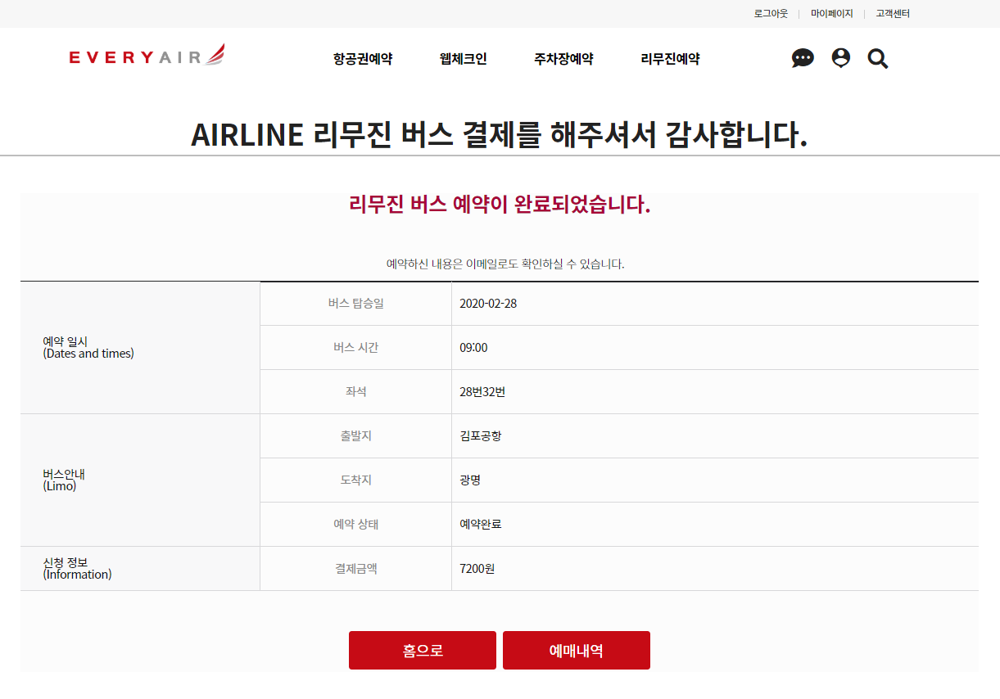 로그아웃 | 마이페이지 | 고객센터
EVERYAIR
항공권예약 웹체크인 주차장예약 리무진예약
AIRLINE 리무진 버스 결제를 해주셔서 감사합니다.
리무진 버스 예약이 완료되었습니다.
예약하신 내용은 이메일로도 확인하실 수 있습니다.
예약 일시
(Dates and times)
버스 탑승일 2020-02-28
버스 시간 09:00
좌석 28번32번
버스안내
(Limo)
출발지 김포공항
도착지 광명
예약 상태 예약완료
신청 정보
(Information)
결제금액 7200원
홈으로 예매내역